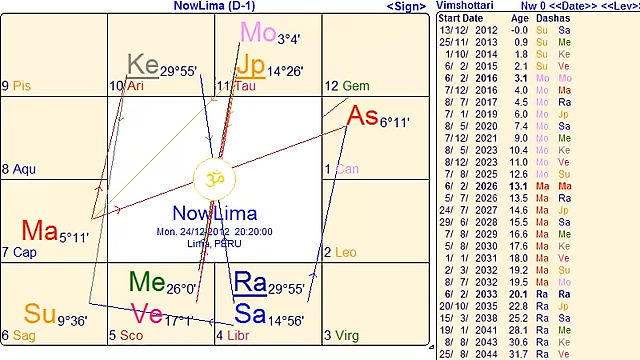 NowLima (D-1)
<Sign>
Mo 3°4'
Ke 29°55'
Jp 14°26'
9 Pis
10 Ari
11 Tau
12 Gem
As 6°11'
8 Aqu
ॐ
1 Can
NowLima
Mon. 24/12/2012 20:20:00
Lima, PERU
Ma 5°11'
7 Cap
2 Leo
Me 26°0'
Ra 29°55'
Su 9°36'
Ve 17°1'
Sa 14°56'
6 Sag
5 Sco
4 Libr
3 Virg
Vimshottari Nw 0 <<Date>> <<Lev>
Start Date Age Dashas
13/12/ 2012 -0.0 Su Sa
25/ 11/ 2013 0.9 Su Me
1/ 10/ 2014 1.8 Su Ke
6/ 2/ 2015 2.1 Su Ve
6/ 2/ 2016 3.1 Mo Mo
7/ 12/ 2016 4.0 Mo Ma
8/ 7/ 2017 4.5 Mo Ra
7/ 1/ 2019 6.0 Mo Jp
8/ 5/ 2020 7.4 Mo Sa
7/ 12/ 2021 9.0 Mo Me
8/ 5/ 2023 10.4 Mo Ke
8/ 12/ 2023 11.0 Mo Ve
7/ 8/ 2025 12.6 Mo Su
6/ 2/ 2026 13.1 Ma Ma
5/ 7/ 2026 13.5 Ma Ra
24/ 7/ 2027 14.6 Ma Jp
29/ 6/ 2028 15.5 Ma Sa
7/ 8/ 2029 16.6 Ma Me
5/ 8/ 2030 17.6 Ma Ke
1/ 1/ 2031 18.0 Ma Ve
2/ 3/ 2032 19.2 Ma Su
8/ 7/ 2032 19.5 Ma Mo
6/ 2/ 2033 20.1 Ra Ra
20/ 10/ 2035 22.8 Ra Jp
15/ 3/ 2038 25.2 Ra Sa
19/ 1/ 2041 28.1 Ra Me
8/ 8/ 2043 30.6 Ra Ke
25/ 8/ 2044 31.7 Ra Ve